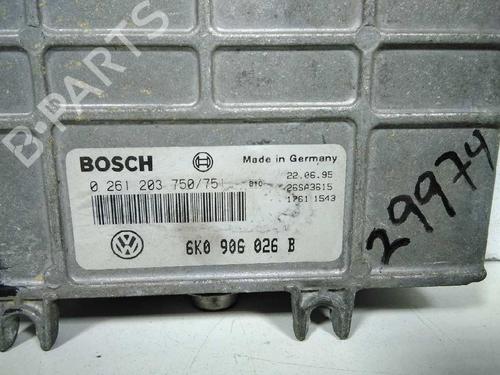 B-PARTS
BOSCH
Made in Germany
0 261 203 750/751
B10
22.06.95
26SA3615
1761 1543
6K0 906 026 B
29974